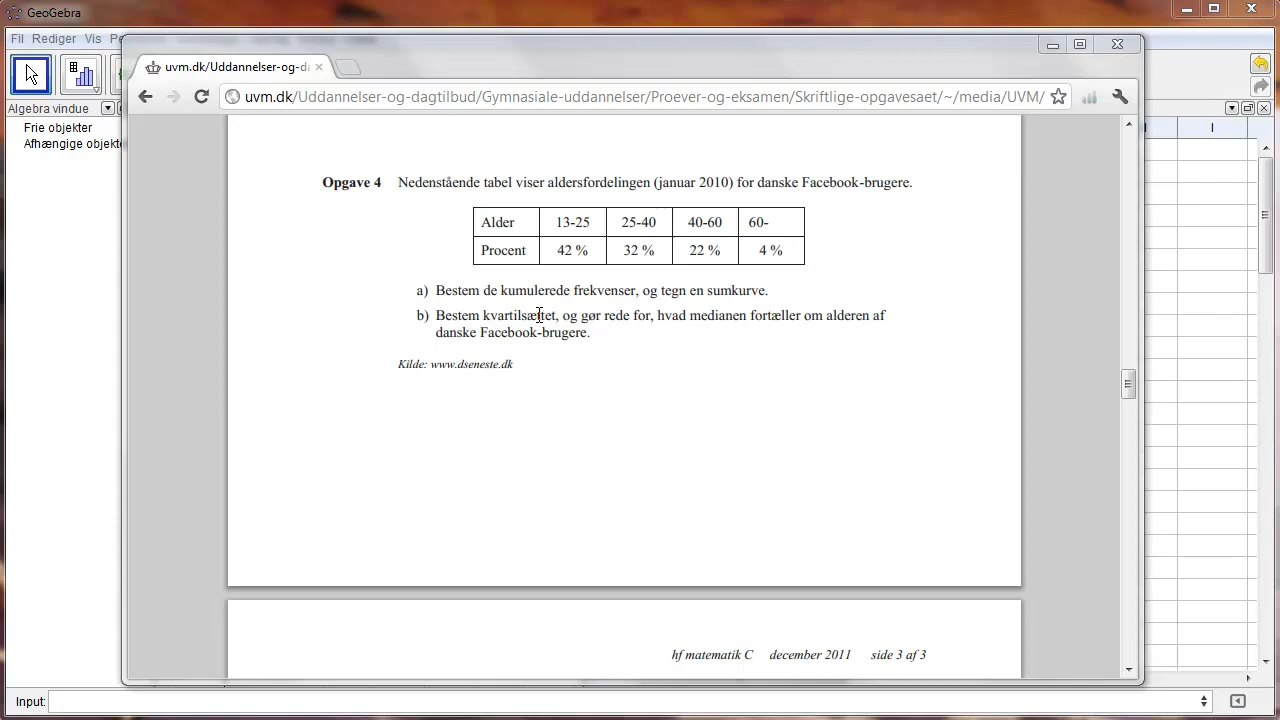 GeoGebra
Fil Rediger Vis
uvm.dk/Uddannelser-og-d
uvm.dk/Uddannelser-og-dagtilbud/Gymnasiale-uddannelser/Proever-og-eksamen/Skriftlige-opgavesaet/~/media/UVM/
Algebra vindue
Frie objekter
Afhængige objekte
I
Opgave 4 Nedenstående tabel viser aldersfordelingen (januar 2010) for danske Facebook-brugere.
Alder 13-25 25-40 40-60 60-
Procent 42 % 32 % 22 % 4 %
a) Bestem de kumulerede frekvenser, og tegn en sumkurve.
b) Bestem kvartilsættet, og gør rede for, hvad medianen fortæller om alderen af
danske Facebook-brugere.
Kilde: www.dseneste.dk
hf matematik C december 2011 side 3 af 3
Input: